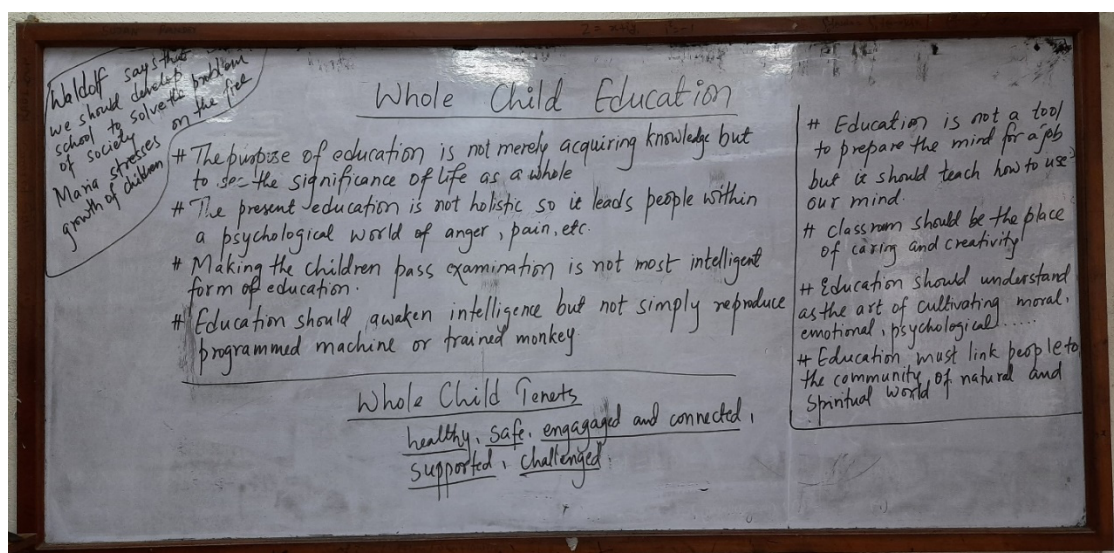 Waldolf says that
we should develop
school to solve the problem
of society
Maria stresses on the free
growth of children
Whole Child Education
# The purpose of education is not merely acquiring knowledge but
to see the significance of life as a whole
# The present education is not holistic so it leads people within
a psychological world of anger, pain, etc.
# Making the children pass examination is not most intelligent
form of education.
# Education should awaken intelligence but not simply reproduce
programmed machine or trained monkey
Whole Child Tenets
healthy, safe, engagaged and connected,
supported, challenged
# Education is not a tool
to prepare the mind for a job
but it should teach how to use
our mind.
# classroom should be the place
of caring and creativity
# Education should understand
as the art of cultivating moral,
emotional, psychological.....
# Education must link people to
the community, of natural and
Spiritual world